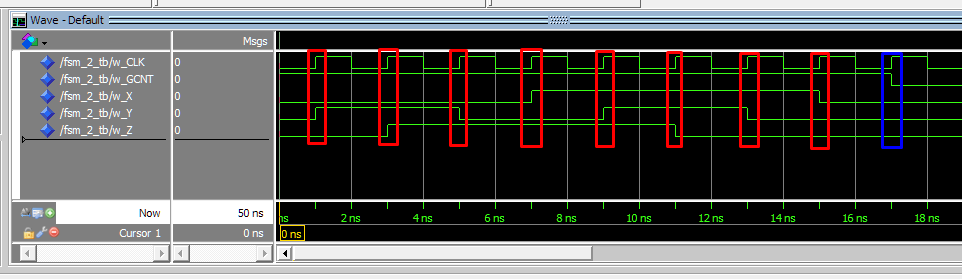 Wave - Default
Msgs
/fsm_2_tb/w_CLK 0
/fsm_2_tb/w_GCNT 0
/fsm_2_tb/w_X 0
/fsm_2_tb/w_Y 0
/fsm_2_tb/w_Z 0
Now 50 ns ns 2 ns 4 ns 6 ns 8 ns 10 ns 12 ns 14 ns 16 ns 18 ns
Cursor 1 0 ns 0 ns